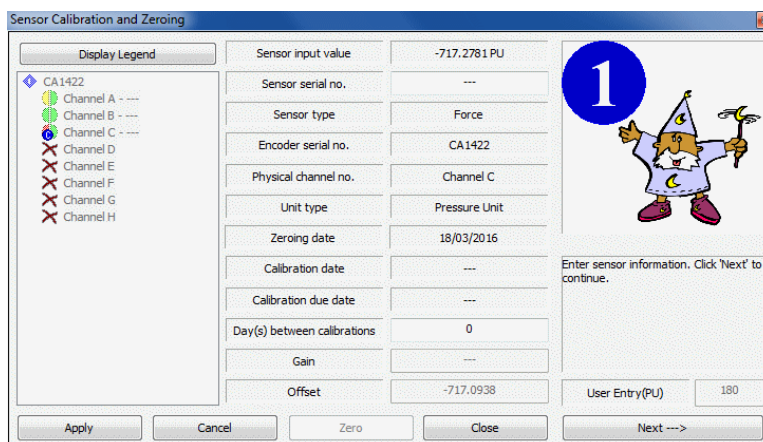 Sensor Calibration and Zeroing
Display Legend
CA1422
Channel A - ---
Channel B - ---
C Channel C - ---
Channel D
Channel E
Channel F
Channel G
Channel H
Sensor input value -717.2781 PU
Sensor serial no. ---
Sensor type Force
Encoder serial no. CA1422
Physical channel no. Channel C
Unit type Pressure Unit
Zeroing date 18/03/2016
Calibration date ---
Calibration due date ---
Day(s) between calibrations 0
Gain ---
Offset -717.0938
1
Enter sensor information. Click 'Next' to
continue.
User Entry(PU) 180
Apply Cancel Zero Close Next --->